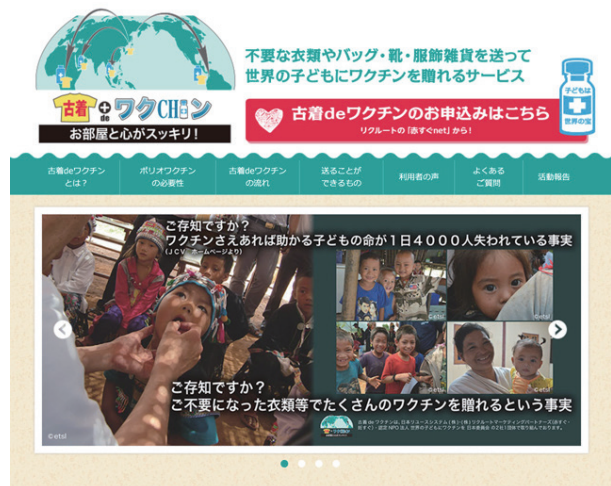 古着
de
ワクCHIン
お部屋と心がスッキリ！
不要な衣類やバッグ・靴・服飾雑貨を送って
世界の子どもにワクチンを贈れるサービス
古着deワクチンのお申込みはこちら
リクルートの『赤すぐnet』から！
子どもは
世界の宝
古着deワクチン
とは？
ポリオワクチン
の必要性
古着deワクチン
の流れ
送ることが
できるもの
利用者の声
よくある
ご質問
活動報告
ご存知ですか？
ワクチンさえあれば助かる子どもの命が１日４０００人失われている事実
(ＪＣＶ ホームページより)
©etsl
©etsl
©etsl
©etsl
ご存知ですか？
ご不要になった衣類等でたくさんのワクチンを贈れるという事実
©etsl